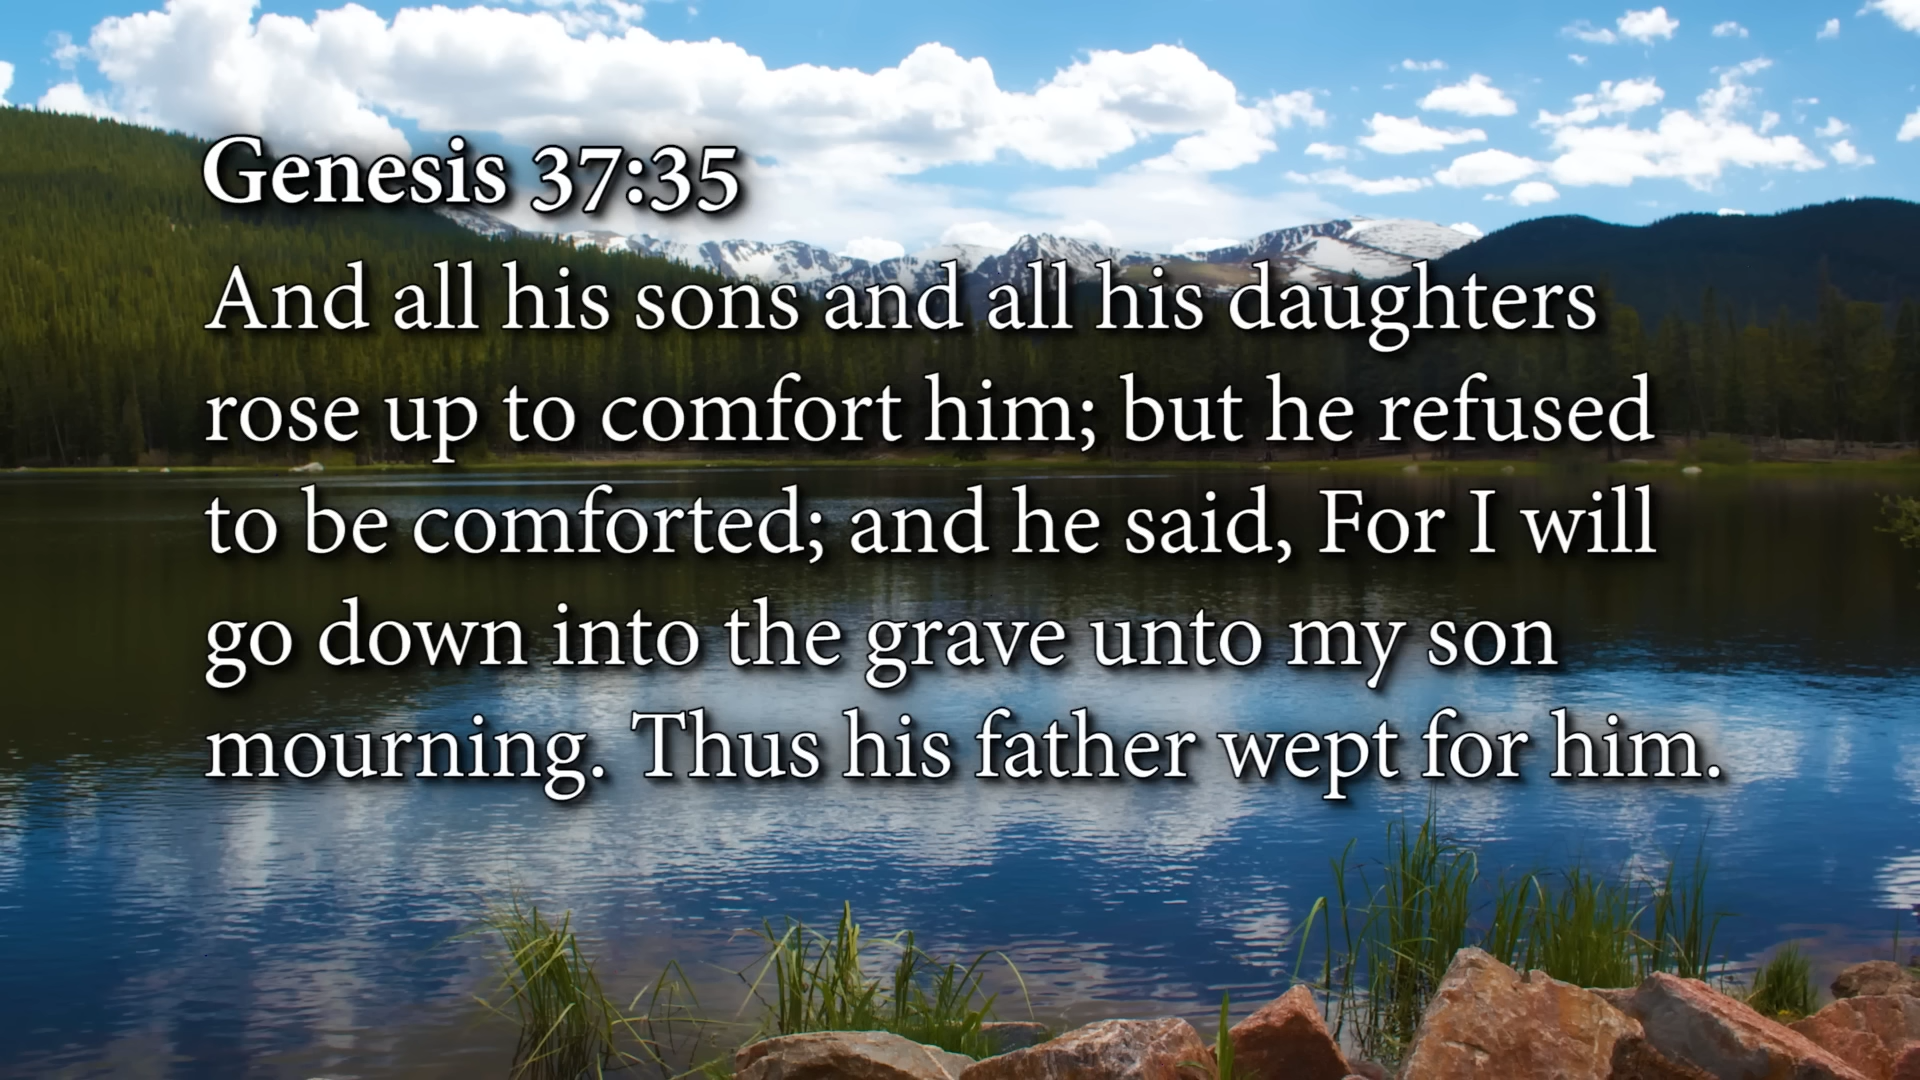 Genesis 37:35
And all his sons and all his daughters
rose up to comfort him; but he refused
to be comforted; and he said, For I will
go down into the grave unto my son
mourning. Thus his father wept for him.